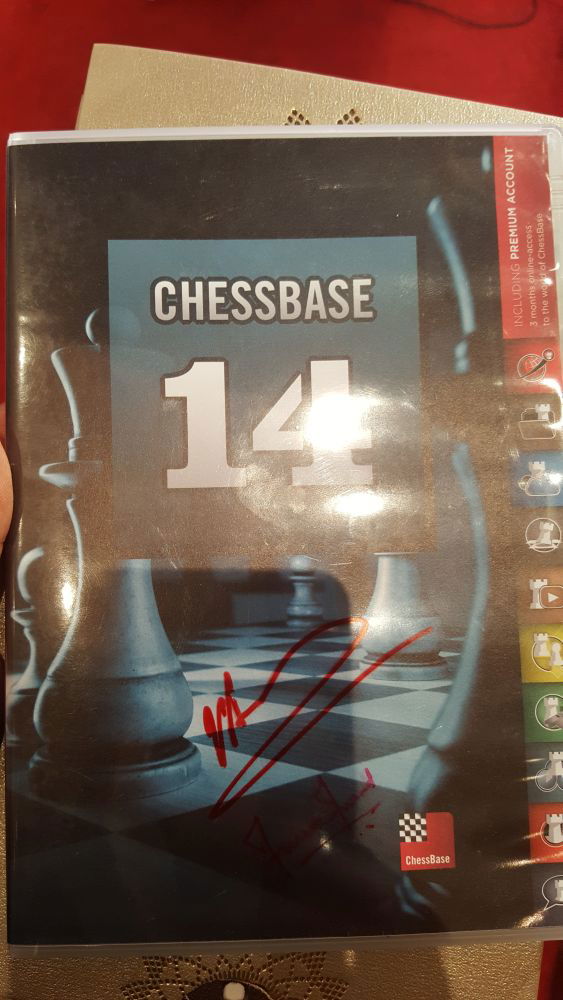 INCLUDING PREMIUM ACCOUNT
3 months online-access
to the world of ChessBase
CHESSBASE
14
ChessBase